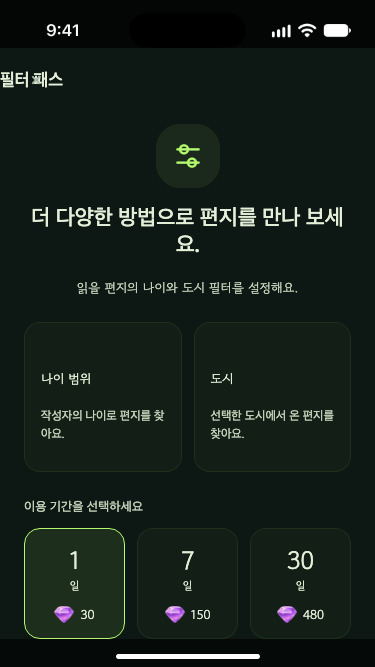 9:41
필터 패스
더 다양한 방법으로 편지를 만나 보세
요.
읽을 편지의 나이와 도시 필터를 설정해요.
나이 범위
작성자의 나이로 편지를 찾
아요.
도시
선택한 도시에서 온 편지를
찾아요.
이용 기간을 선택하세요
1
일
30
7
일
150
30
일
480